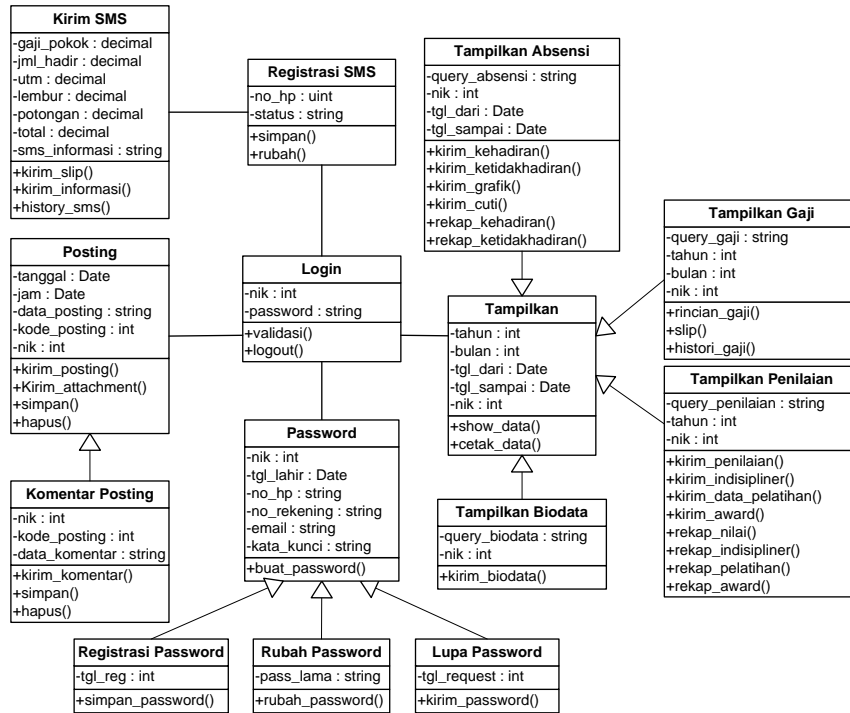 Kirim SMS
-gaji_pokok : decimal
-jml_hadir : decimal
-utm : decimal
-lembur : decimal
-potongan : decimal
-total : decimal
-sms_informasi : string
+kirim_slip()
+kirim_informasi()
+history_sms()
Registrasi SMS
-no_hp : uint
-status : string
+simpan()
+rubah()
Tampilkan Absensi
-query_absensi : string
-nik : int
-tgl_dari : Date
-tgl_sampai : Date
+kirim_kehadiran()
+kirim_ketidakhadiran()
+kirim_grafik()
+kirim_cuti()
+rekap_kehadiran()
+rekap_ketidakhadiran()
Tampilkan Gaji
-query_gaji : string
-tahun : int
-bulan : int
-nik : int
+rincian_gaji()
+slip()
+histori_gaji()
Posting
-tanggal : Date
-jam : Date
-data_posting : string
-kode_posting : int
-nik : int
+kirim_posting()
+Kirim_attachment()
+simpan()
+hapus()
Login
-nik : int
-password : string
+validasi()
+logout()
Tampilkan
-tahun : int
-bulan : int
-tgl_dari : Date
-tgl_sampai : Date
-nik : int
+show_data()
+cetak_data()
Tampilkan Penilaian
-query_penilaian : string
-tahun : int
-nik : int
+kirim_penilaian()
+kirim_indisipliner()
+kirim_data_pelatihan()
+kirim_award()
+rekap_nilai()
+rekap_indisipliner()
+rekap_pelatihan()
+rekap_award()
Password
-nik : int
-tgl_lahir : Date
-no_hp : string
-no_rekening : string
-email : string
-kata_kunci : string
+buat_password()
Komentar Posting
-nik : int
-kode_posting : int
-data_komentar : string
+kirim_komentar()
+simpan()
+hapus()
Tampilkan Biodata
-query_biodata : string
-nik : int
+kirim_biodata()
Registrasi Password
-tgl_reg : int
+simpan_password()
Rubah Password
-pass_lama : string
+rubah_password()
Lupa Password
-tgl_request : int
+kirim_password()